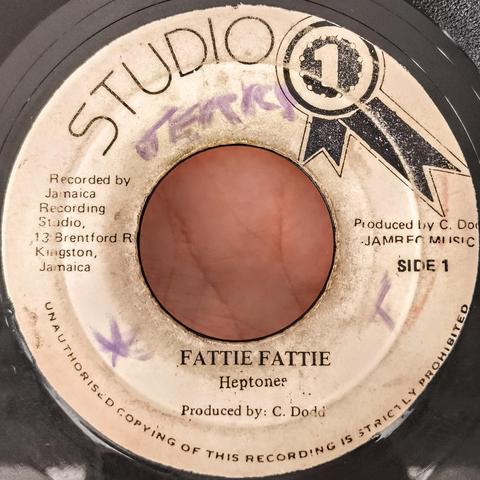 STUDIO 1
JERRY
Recorded by
Jamaica
Recording
Studio,
13 Brentford R
Kingston,
Jamaica
Produced by C. Dod
JAMREC MUSIC
SIDE 1
FATTIE FATTIE
Heptones
Produced by: C. Dodd
UNAUTHORISED COPYING OF THIS RECORDING IS STRICTLY PROHIBITED